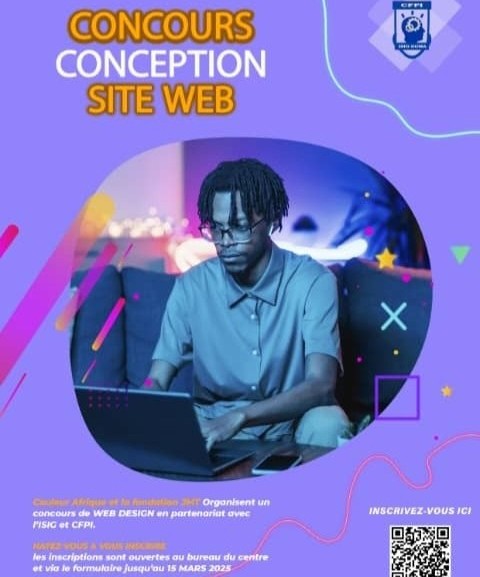 CFPI
CONCOURS
CONCEPTION
SITE WEB
Couleur Afrique et la fondation JMT Organisent un
concours de WEB DESIGN en partenariat avec
l'ISIG et CFPI.
INSCRIVEZ-VOUS ICI
HATEZ-VOUS À VOUS INSCRIRE
les inscriptions sont ouvertes au bureau du centre
et via le formulaire jusqu'au 15 MARS 2025